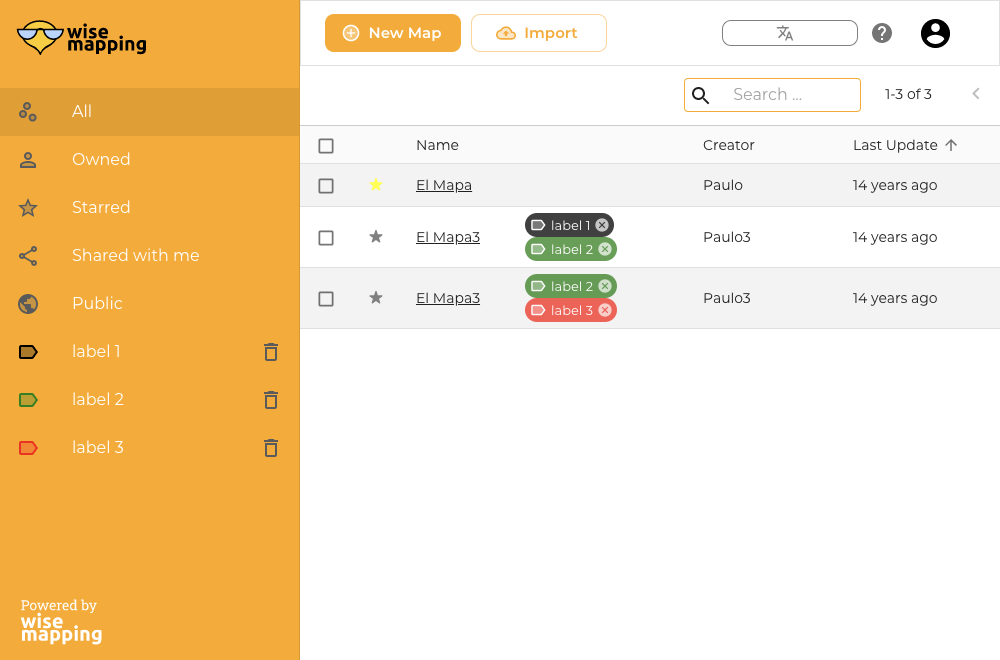 wise
mapping
New Map
Import
All
Owned
Starred
Shared with me
Public
label 1
label 2
label 3
Powered by
wise
mapping
Search ...
1-3 of 3
Name Creator Last Update
El Mapa Paulo 14 years ago
El Mapa3 label 1 label 2 Paulo3 14 years ago
El Mapa3 label 2 label 3 Paulo3 14 years ago